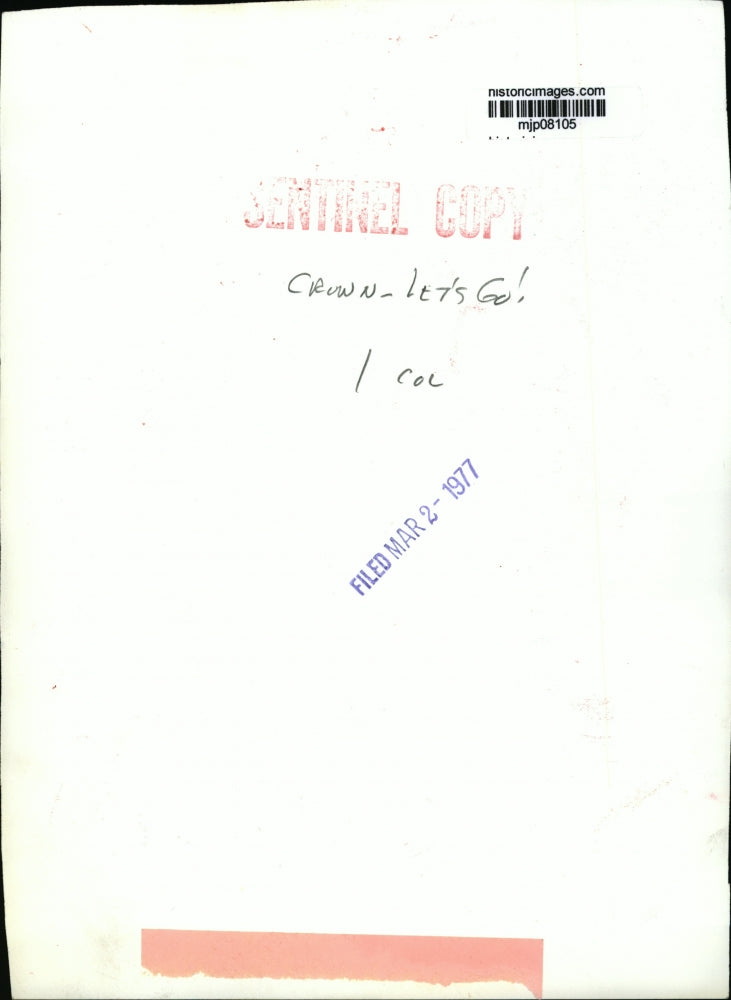 historicimages.com
mjp08105
SENTINEL COPY
CROWN - LET'S GO!
1 COL
FILED MAR 2 - 1977